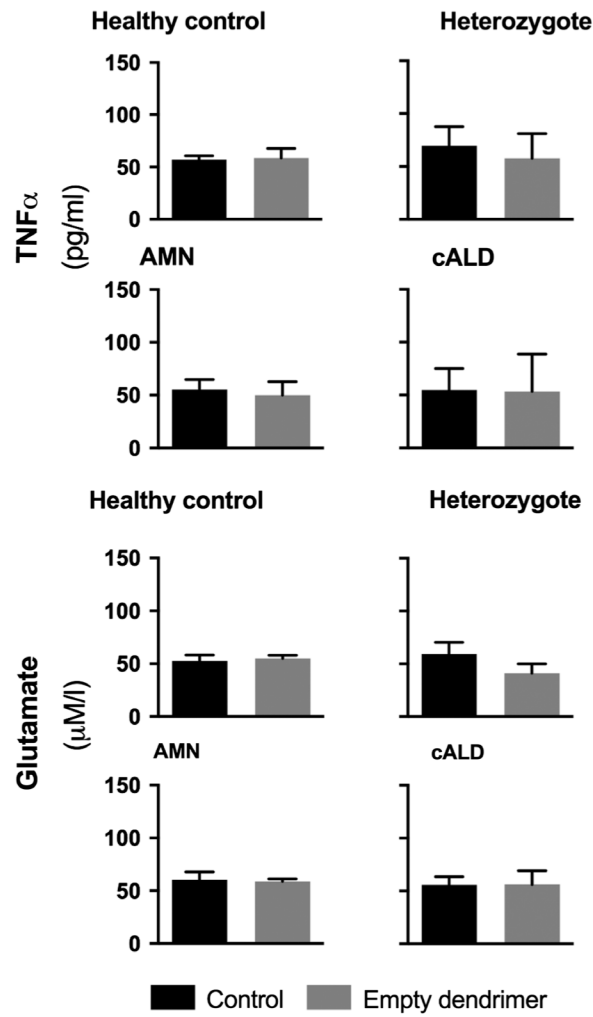 Healthy control Heterozygote
TNFα
(pg/ml)
150
100
50
0
AMN cALD
150
100
50
0
Healthy control Heterozygote
Glutamate
(μM/l)
150
100
50
0
AMN cALD
150
100
50
0
Control Empty dendrimer